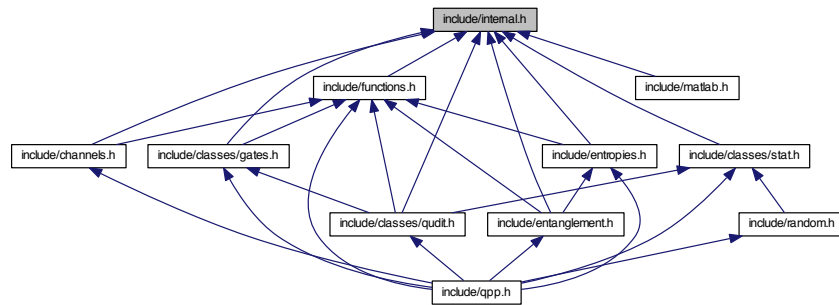 include/internal.h
include/functions.h
include/matlab.h
include/channels.h
include/classes/gates.h
include/entropies.h
include/classes/stat.h
include/classes/qudit.h
include/entanglement.h
include/random.h
include/qpp.h